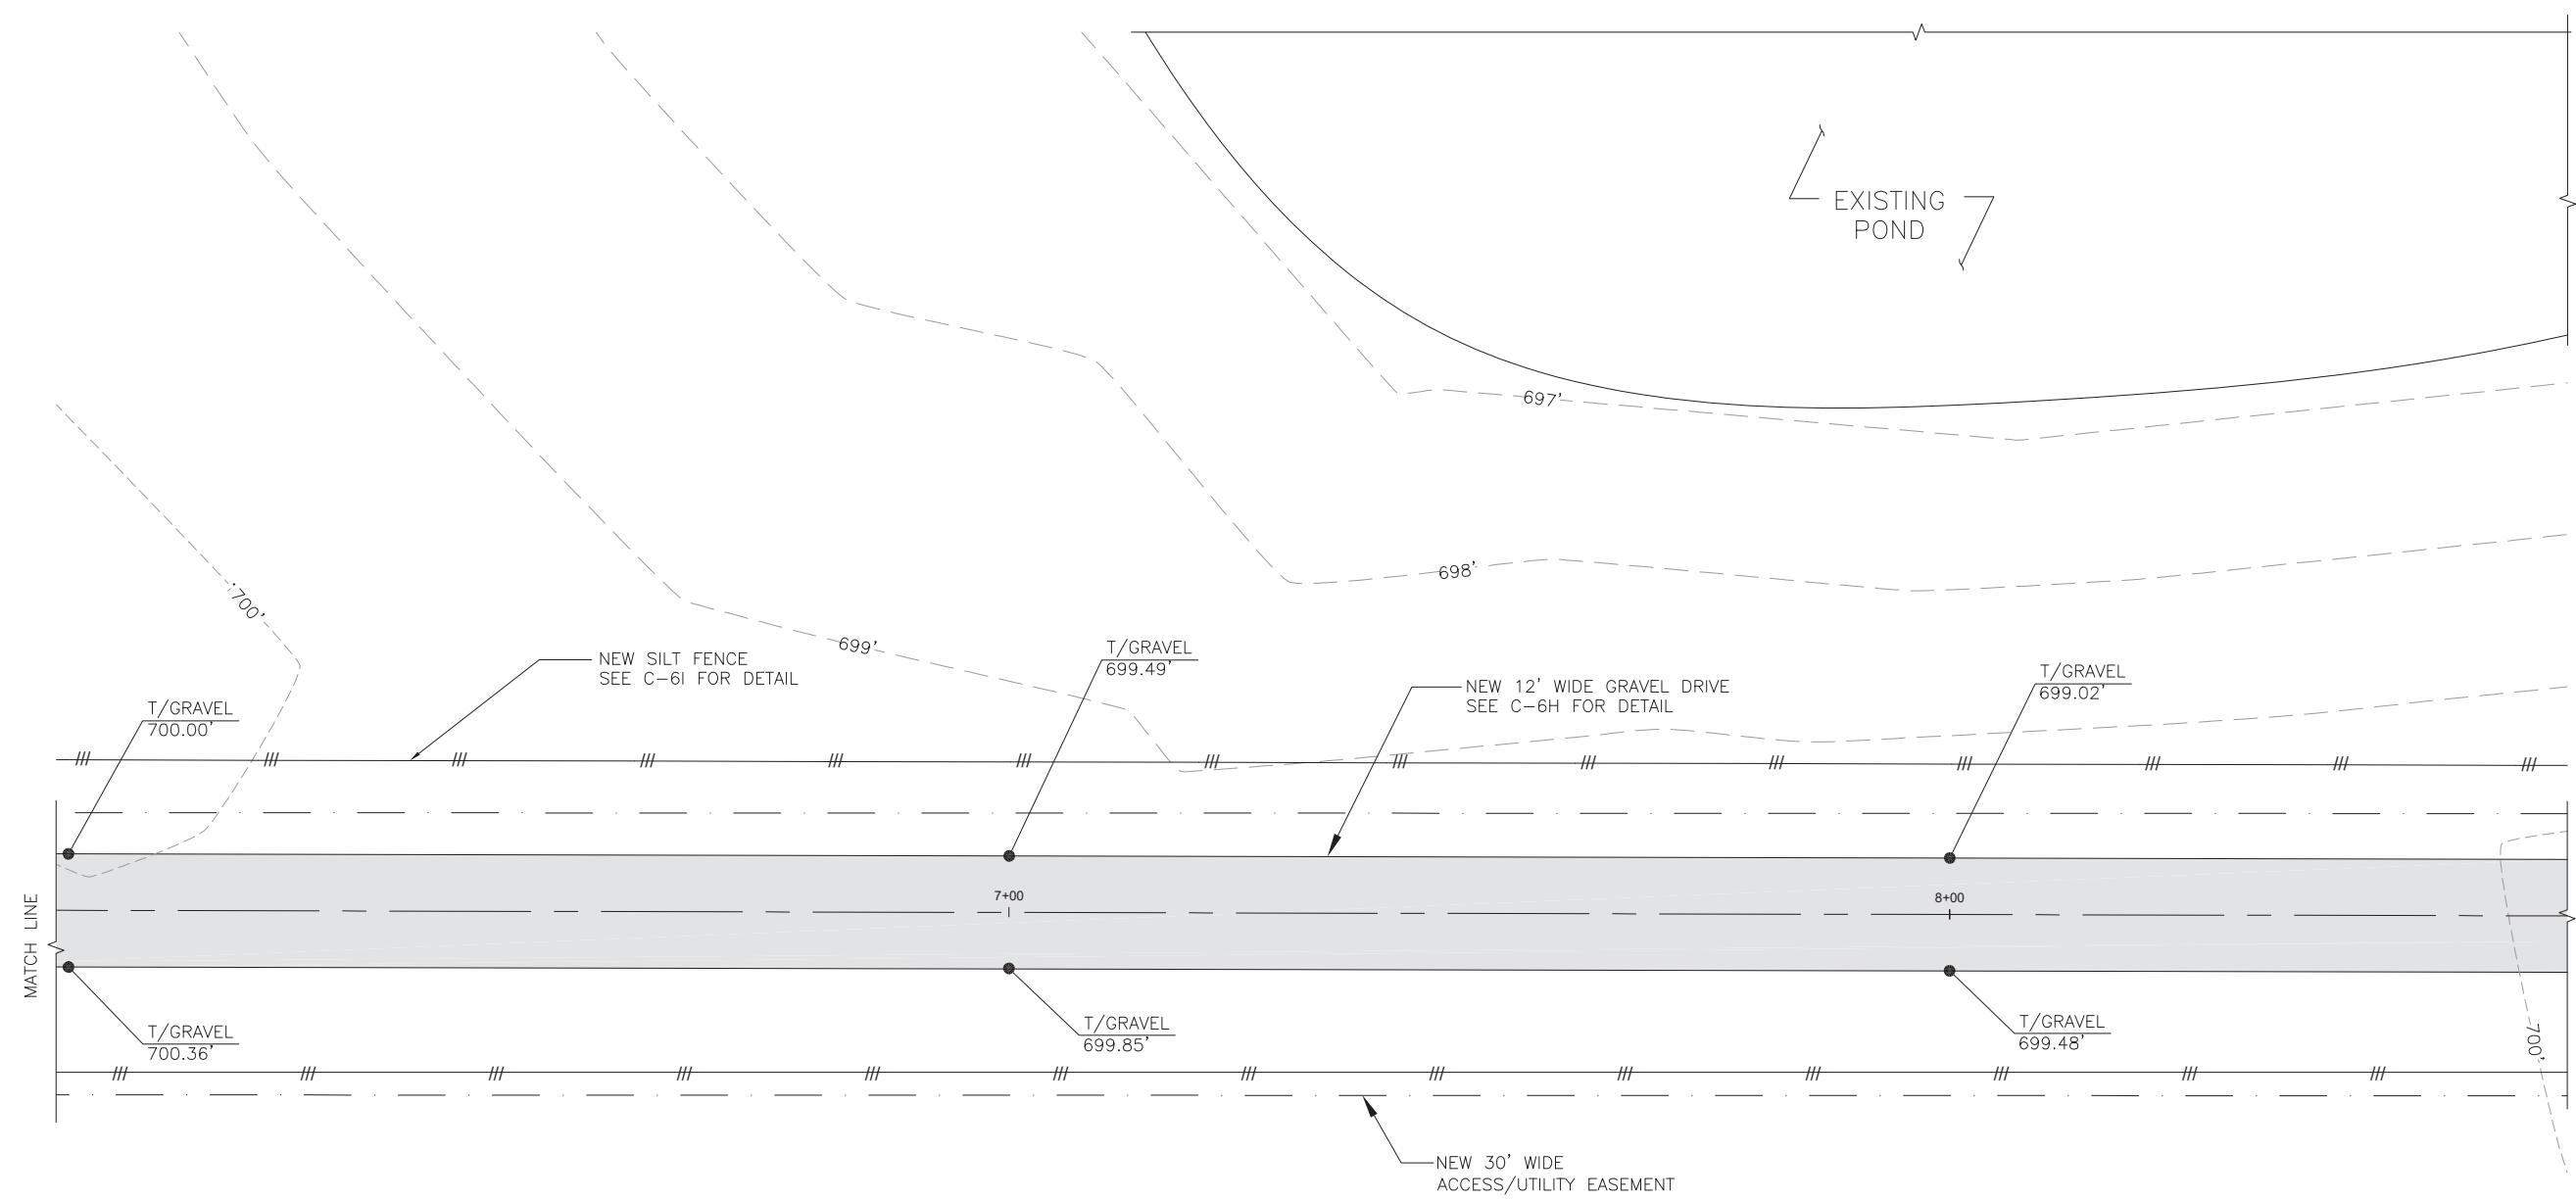 EXISTING
POND
697'
698'
700'
699'
T/GRAVEL
699.49'
NEW SILT FENCE
SEE C-6I FOR DETAIL
T/GRAVEL
699.02'
NEW 12' WIDE GRAVEL DRIVE
SEE C-6H FOR DETAIL
T/GRAVEL
700.00'
7+00
8+00
MATCH LINE
T/GRAVEL
700.36'
T/GRAVEL
699.85'
T/GRAVEL
699.48'
700'
NEW 30' WIDE
ACCESS/UTILITY EASEMENT